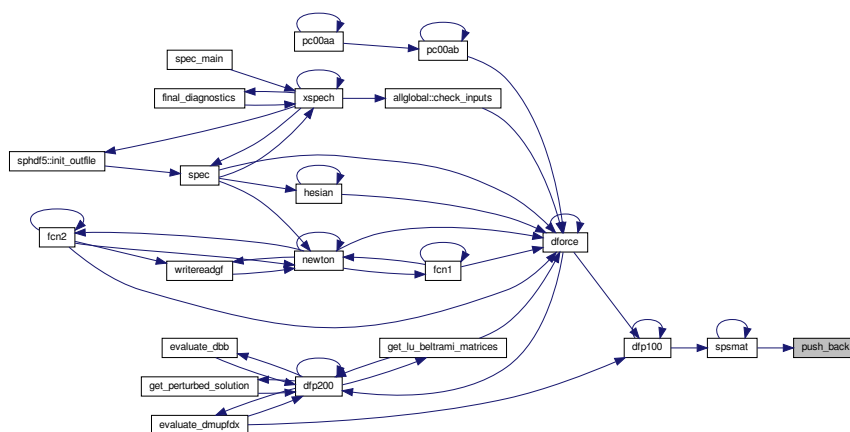 pc00aa
pc00ab
spec_main
final_diagnostics
xspech
allglobal::check_inputs
sphdf5::init_outfile
spec
hesian
fcn2
dforce
writereadgf
newton
fcn1
evaluate_dbb
get_lu_beltrami_matrices
dfp100
spsmat
push_back
get_perturbed_solution
dfp200
evaluate_dmupfdx